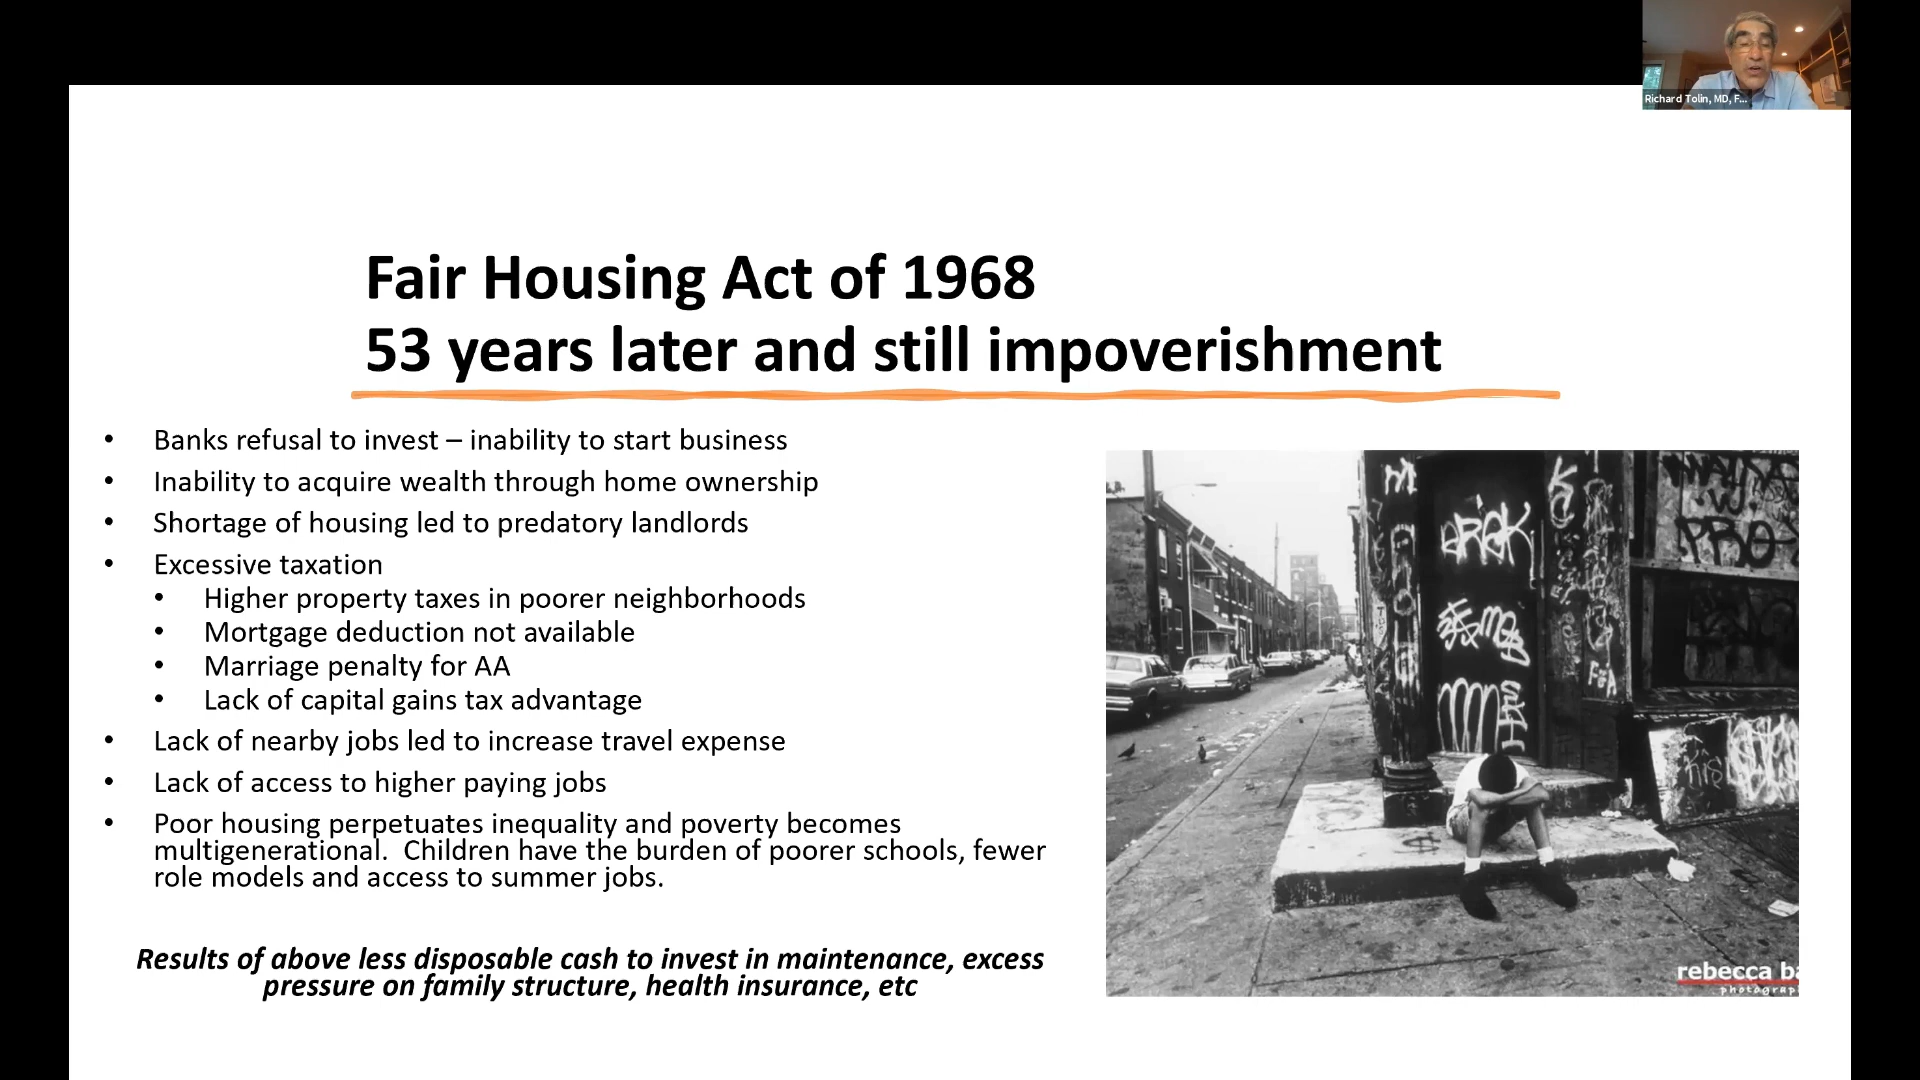 Richard Tolin, MD, F...
Fair Housing Act of 1968
53 years later and still impoverishment
• Banks refusal to invest – inability to start business
• Inability to acquire wealth through home ownership
• Shortage of housing led to predatory landlords
• Excessive taxation
• Higher property taxes in poorer neighborhoods
• Mortgage deduction not available
• Marriage penalty for AA
• Lack of capital gains tax advantage
• Lack of nearby jobs led to increase travel expense
• Lack of access to higher paying jobs
• Poor housing perpetuates inequality and poverty becomes
multigenerational.  Children have the burden of poorer schools, fewer
role models and access to summer jobs.
Results of above less disposable cash to invest in maintenance, excess
pressure on family structure, health insurance, etc
rebecca ba
photograp